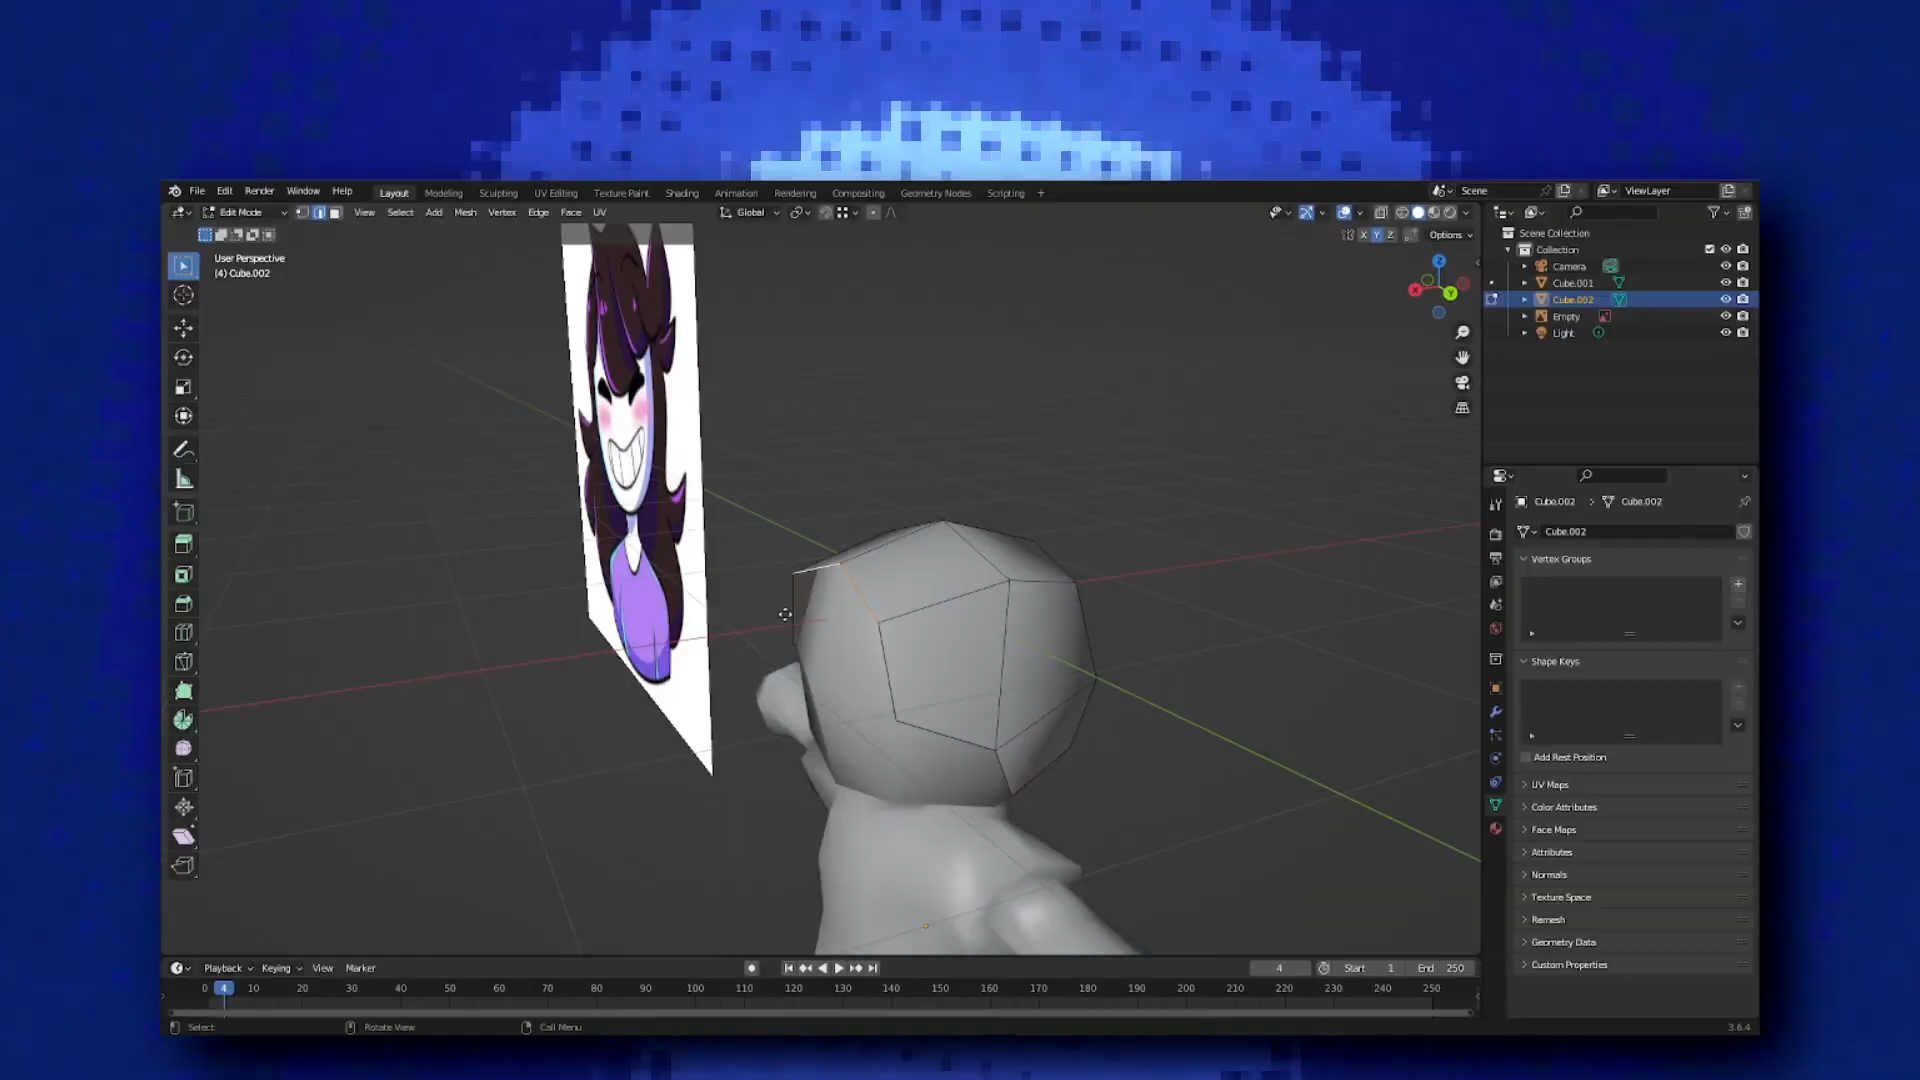 File Edit Render Window Help Layout Modeling Sculpting UV Editing Texture Paint Shading Animation Rendering Compositing Geometry Nodes Scripting + Scene ViewLayer
Edit Mode View Select Add Mesh Vertex Edge Face UV Global
X Y Z Options
User Perspective
(4) Cube.002
Z
X
Y
Scene Collection
Collection
Camera
Cube.001
Cube.002
Empty
Light
Cube.002 Cube.002
Cube.002
Vertex Groups
Shape Keys
Add Rest Position
UV Maps
Color Attributes
Face Maps
Attributes
Normals
Texture Space
Remesh
Geometry Data
Custom Properties
Playback Keying View Marker 4 Start 1 End 250
0 4 10 20 30 40 50 60 70 80 90 100 110 120 130 140 150 160 170 180 190 200 210 220 230 240 250
Select Rotate View Call Menu 3.6.4